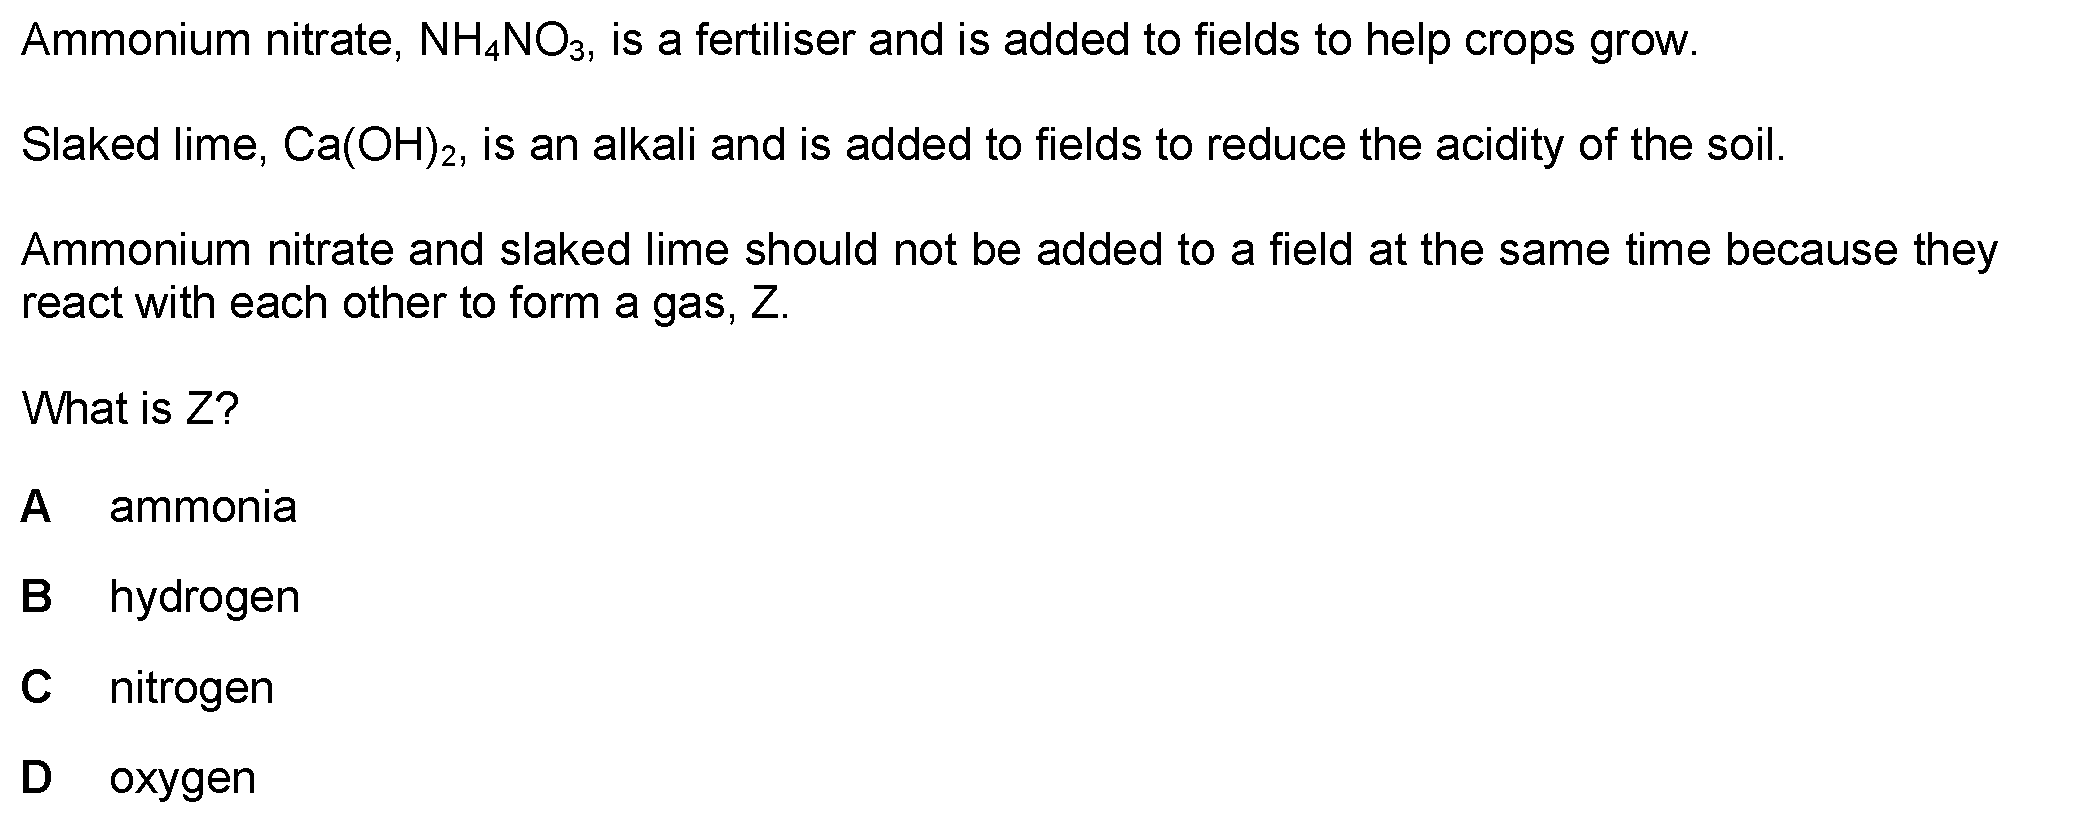 Ammonium nitrate, NH₄NO₃, is a fertiliser and is added to fields to help crops grow.
Slaked lime, Ca(OH)₂, is an alkali and is added to fields to reduce the acidity of the soil.
Ammonium nitrate and slaked lime should not be added to a field at the same time because they
react with each other to form a gas, Z.
What is Z?
A ammonia
B hydrogen
C nitrogen
D oxygen